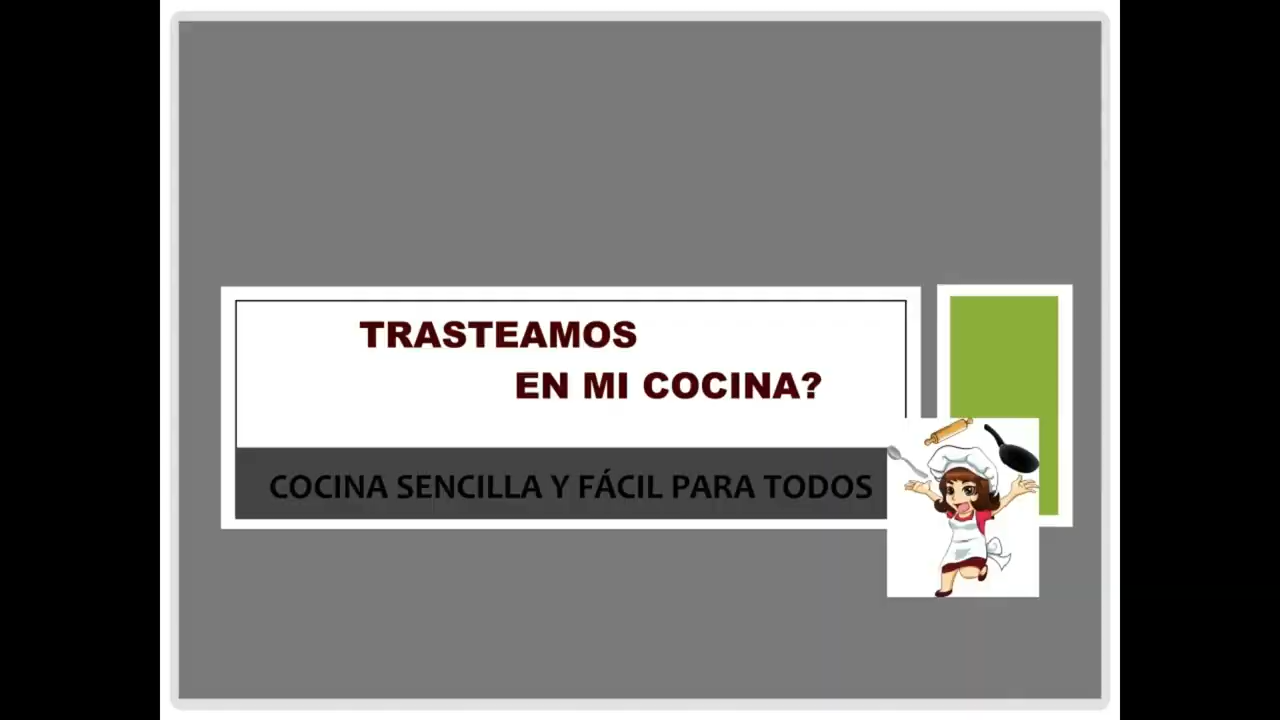 TRASTEAMOS
EN MI COCINA?
COCINA SENCILLA Y FÁCIL PARA TODOS